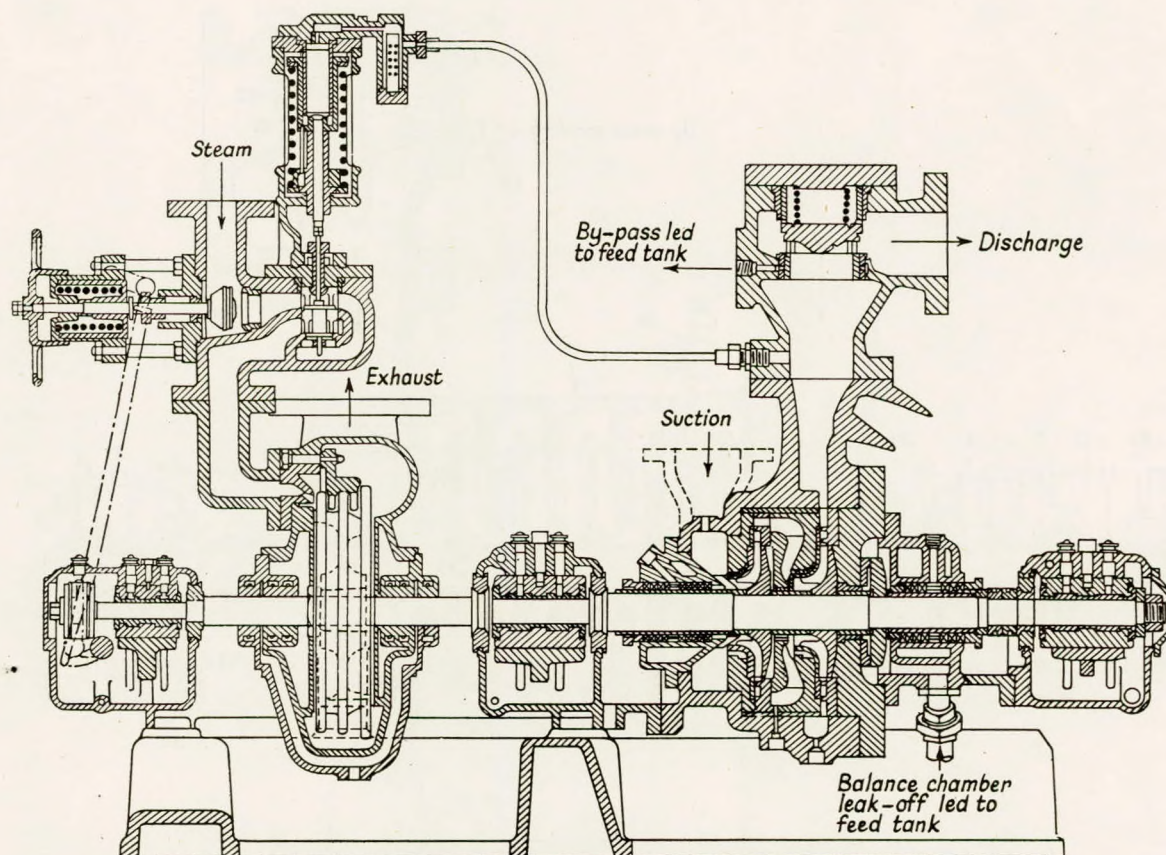 Steam
By-pass led
to feed tank
Discharge
Exhaust
Suction
Balance chamber
leak-off led to
feed tank